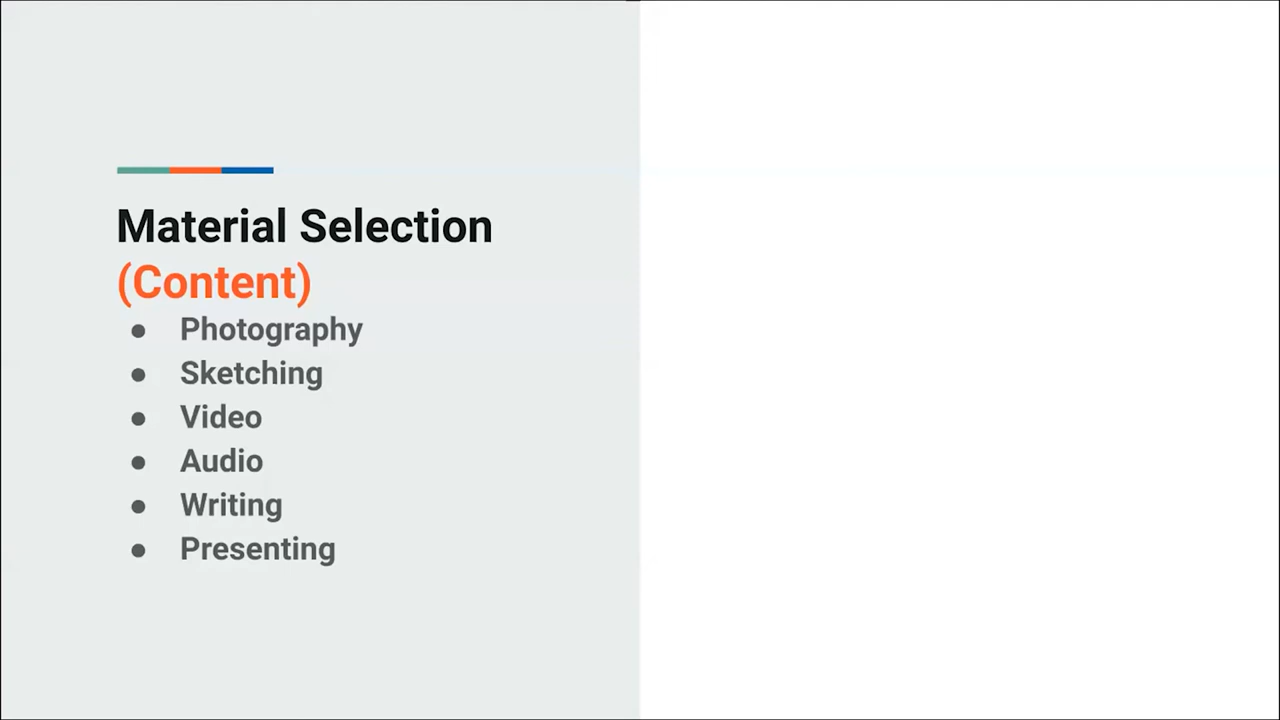 Material Selection
(Content)
● Photography
● Sketching
● Video
● Audio
● Writing
● Presenting